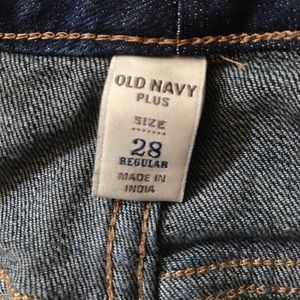 OLD NAVY
PLUS
SIZE
28
REGULAR
MADE IN
INDIA